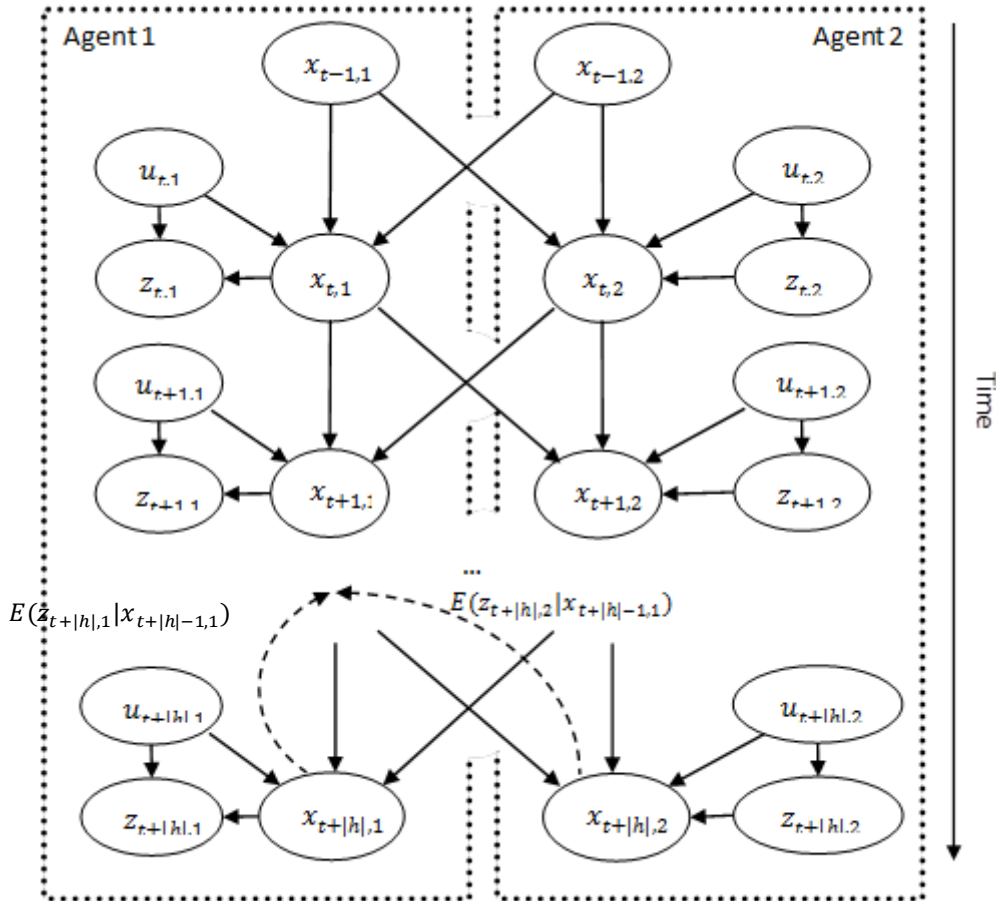 Agent 1
Agent 2
x_{t-1,1}
x_{t-1,2}
u_{t,1}
u_{t,2}
z_{t,1}
x_{t,1}
x_{t,2}
z_{t,2}
u_{t+1,1}
u_{t+1,2}
Time
z_{t+1,1}
x_{t+1,1}
x_{t+1,2}
z_{t+1,2}
...
E(z_{t+|h|,1}|x_{t+|h|-1,1})
E(z_{t+|h|,2}|x_{t+|h|-1,1})
u_{t+|h|,1}
u_{t+|h|,2}
z_{t+|h|,1}
x_{t+|h|,1}
x_{t+|h|,2}
z_{t+|h|,2}